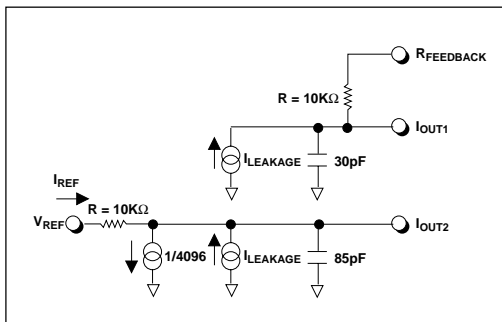 RFEEDBACK
R = 10KΩ
IOUT1
ILEAKAGE
30pF
IREF
R = 10KΩ
VREF
IOUT2
1/4096
ILEAKAGE
85pF